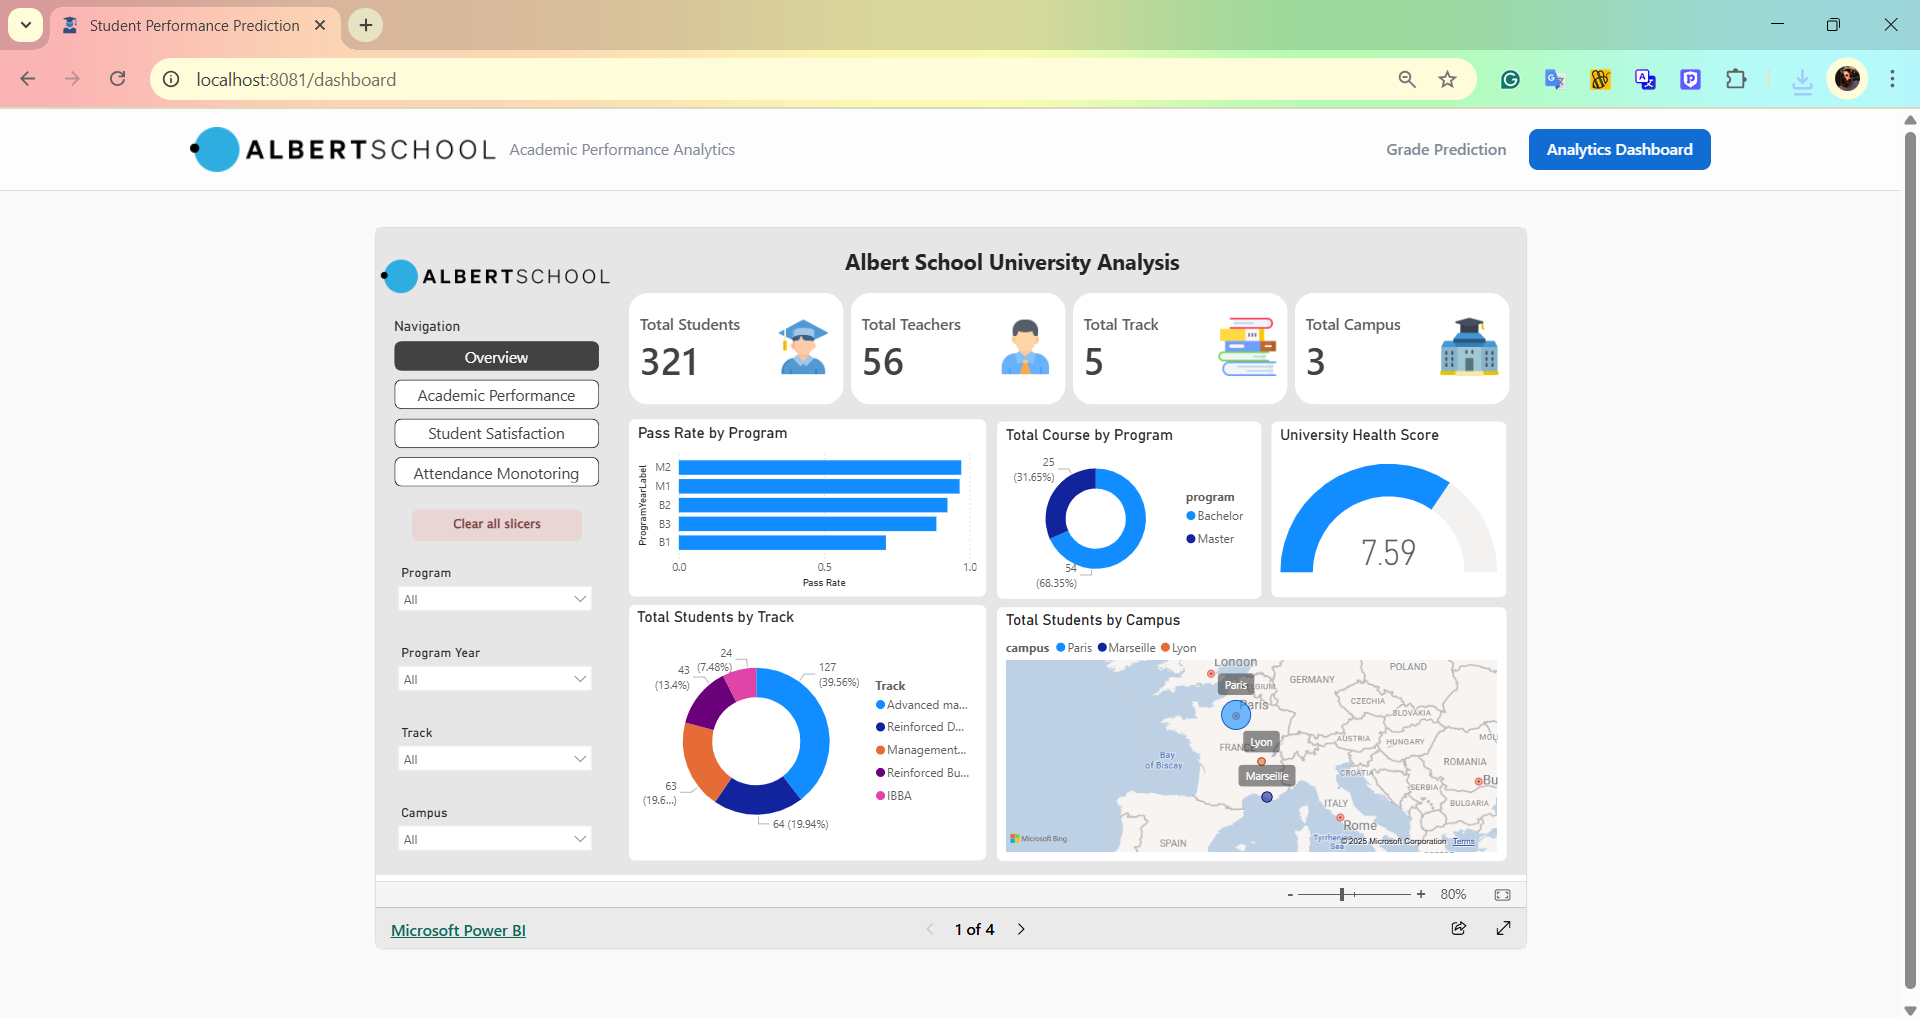 Student Performance Prediction
localhost:8081/dashboard
ALBERTSCHOOL Academic Performance Analytics
Grade Prediction
Analytics Dashboard
ALBERTSCHOOL
Albert School University Analysis
Navigation
Overview
Academic Performance
Student Satisfaction
Attendance Monotoring
Clear all slicers
Program
All
Program Year
All
Track
All
Campus
All
Total Students
321
Total Teachers
56
Total Track
5
Total Campus
3
Pass Rate by Program
ProgramYearLabel
M2
M1
B2
B3
B1
0.0 0.5 1.0
Pass Rate
Total Course by Program
25
(31.65%)
54
(68.35%)
program
Bachelor
Master
University Health Score
7.59
Total Students by Track
24
(7.48%)
43
(13.4%)
127
(39.56%)
63
(19.6...)
64 (19.94%)
Track
Advanced ma...
Reinforced D...
Management...
Reinforced Bu...
IBBA
Total Students by Campus
campus Paris Marseille Lyon
London
POLAND
Paris
GIUM
GERMANY
Paris
CZECHIA
SLOVAKIA
Lyon
FRANC
AUSTRIA
HUNGARY
MOL
Bay
of Biscay
Marseille
CROATIA
ROMANIA
SERBIA
Bu
ITALY
BULGARIA
Rome
Microsoft Bing
SPAIN
Tyrrhenian
Sea
© 2025 Microsoft Corporation Terms
- + 80%
Microsoft Power BI
1 of 4